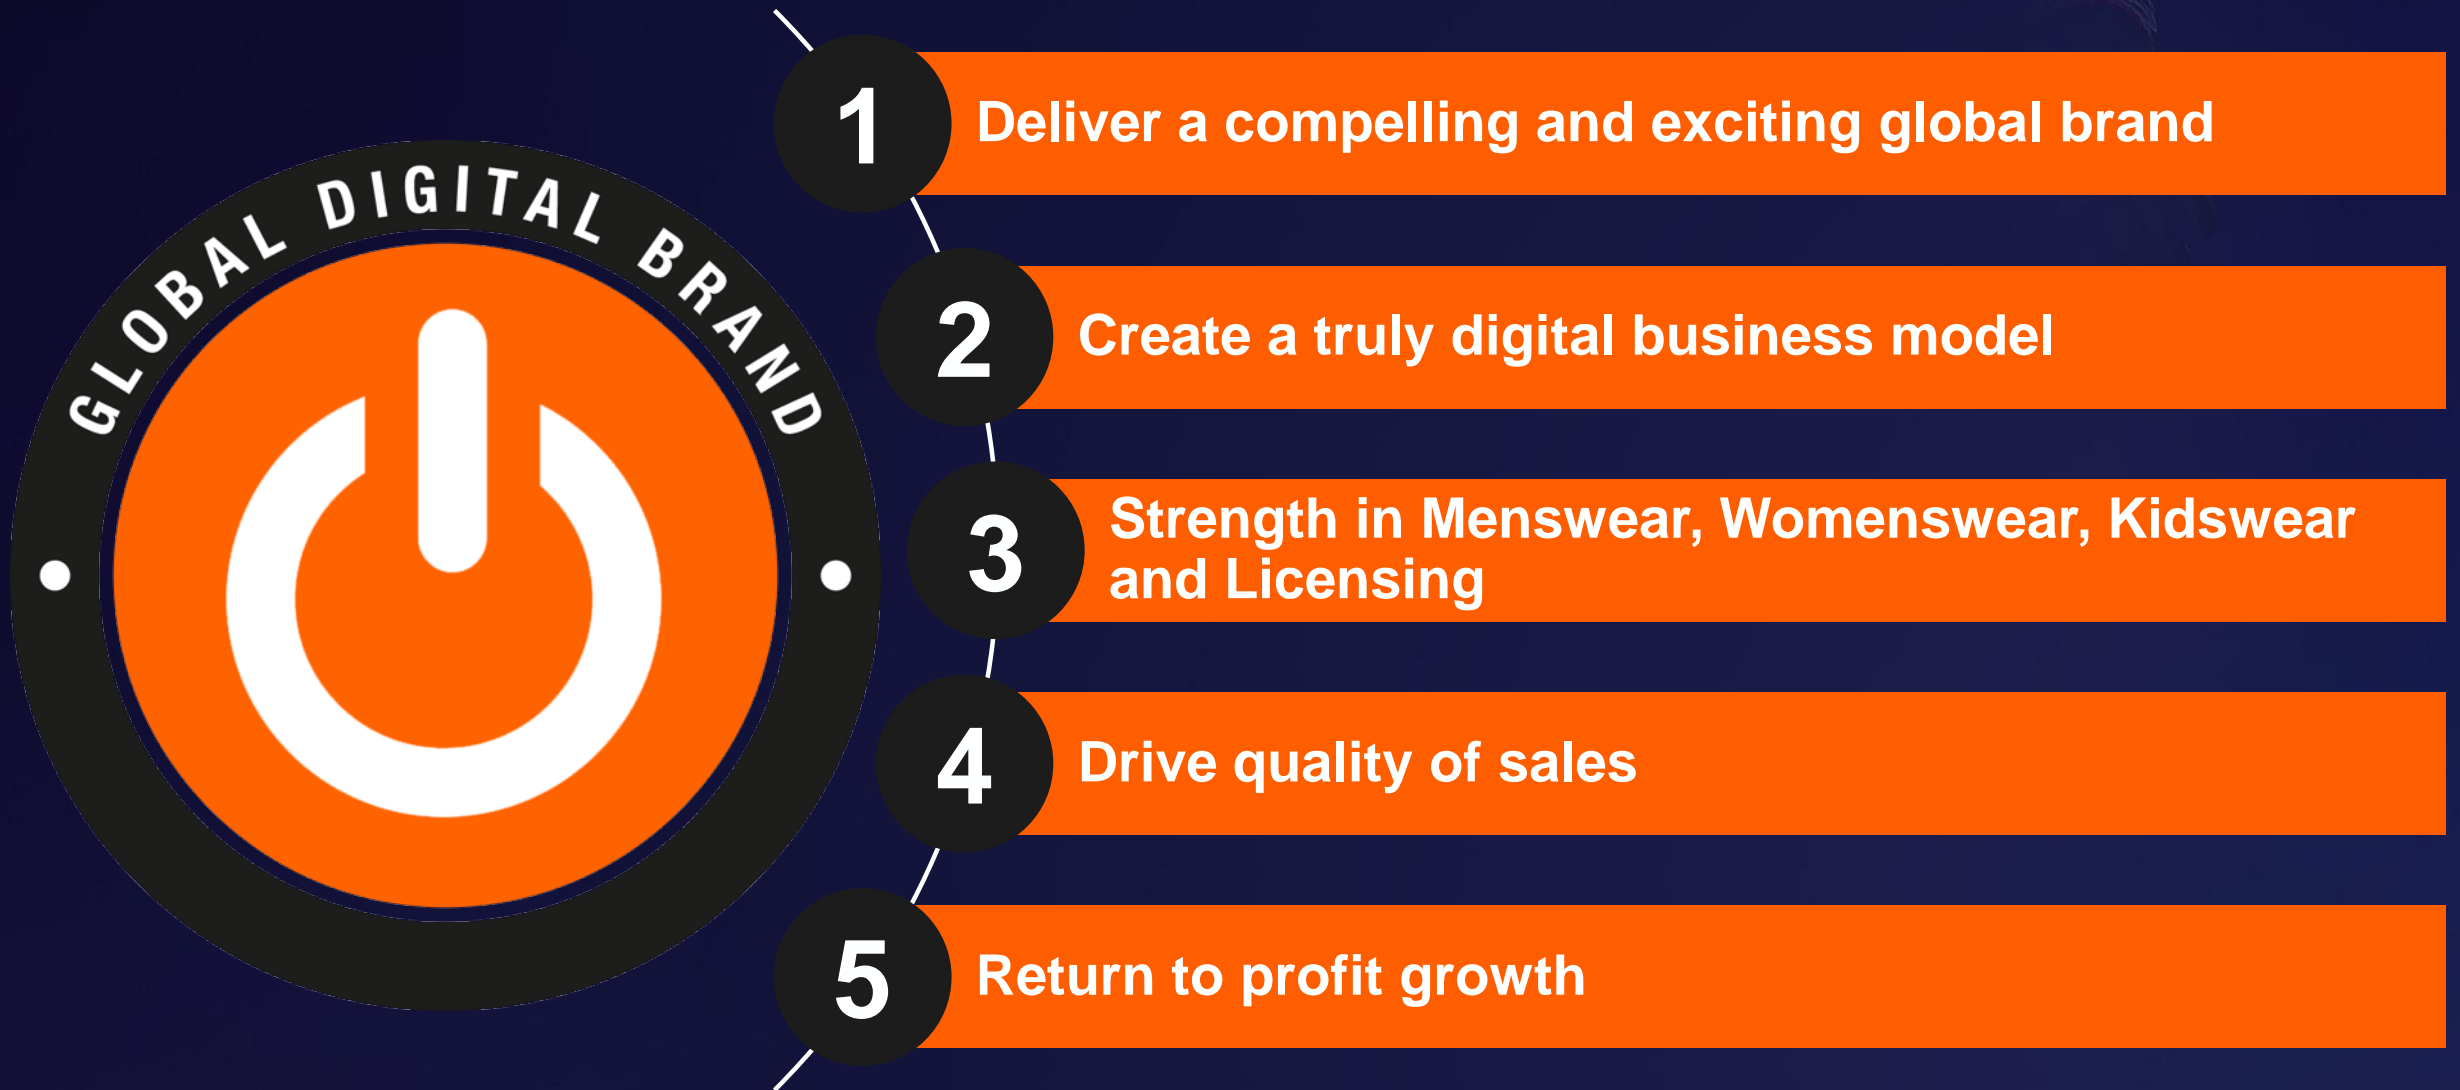 GLOBAL DIGITAL BRAND
1
Deliver a compelling and exciting global brand
2
Create a truly digital business model
3
Strength in Menswear, Womenswear, Kidswear
and Licensing
4
Drive quality of sales
5
Return to profit growth